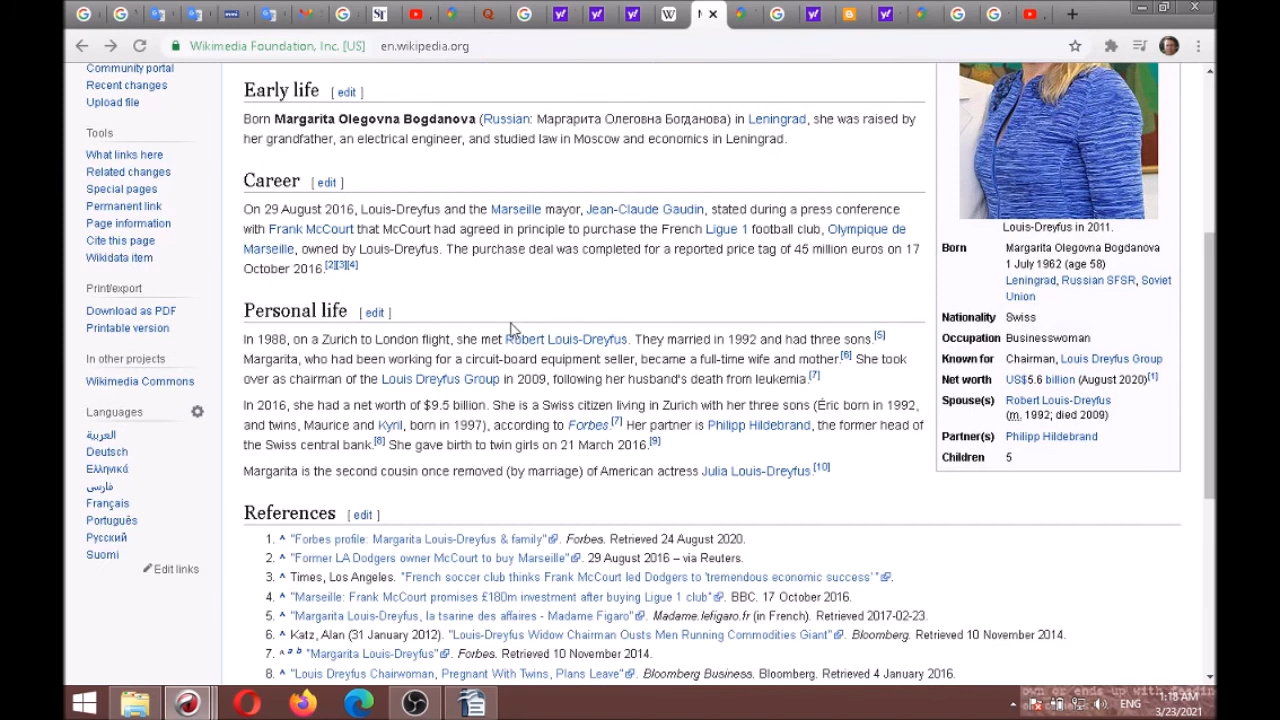 Wikimedia Foundation, Inc. [US] en.wikipedia.org
Community portal
Recent changes
Upload file
Tools
What links here
Related changes
Special pages
Permanent link
Page information
Cite this page
Wikidata item
Print/export
Download as PDF
Printable version
In other projects
Wikimedia Commons
Languages
العربية
Deutsch
Ελληνικά
فارسی
Français
Português
Русский
Suomi
Edit links
Early life [ edit ]
Born Margarita Olegovna Bogdanova (Russian: Маргарита Олеговна Богданова) in Leningrad, she was raised by
her grandfather, an electrical engineer, and studied law in Moscow and economics in Leningrad.
Career [ edit ]
On 29 August 2016, Louis-Dreyfus and the Marseille mayor, Jean-Claude Gaudin, stated during a press conference
with Frank McCourt that McCourt had agreed in principle to purchase the French Ligue 1 football club, Olympique de
Marseille, owned by Louis-Dreyfus. The purchase deal was completed for a reported price tag of 45 million euros on 17
October 2016.[2][3][4]
Personal life [ edit ]
In 1988, on a Zurich to London flight, she met Robert Louis-Dreyfus. They married in 1992 and had three sons.[5]
Margarita, who had been working for a circuit-board equipment seller, became a full-time wife and mother.[6] She took
over as chairman of the Louis Dreyfus Group in 2009, following her husband's death from leukemia.[7]
In 2016, she had a net worth of $9.5 billion. She is a Swiss citizen living in Zurich with her three sons (Éric born in 1992,
and twins, Maurice and Kyril, born in 1997), according to Forbes.[7] Her partner is Philipp Hildebrand, the former head of
the Swiss central bank.[8] She gave birth to twin girls on 21 March 2016.[9]
Margarita is the second cousin once removed (by marriage) of American actress Julia Louis-Dreyfus.[10]
Louis-Dreyfus in 2011.
Born Margarita Olegovna Bogdanova
1 July 1962 (age 58)
Leningrad, Russian SFSR, Soviet
Union
Nationality Swiss
Occupation Businesswoman
Known for Chairman, Louis Dreyfus Group
Net worth US$5.6 billion (August 2020)[1]
Spouse(s) Robert Louis-Dreyfus
(m. 1992; died 2009)
Partner(s) Philipp Hildebrand
Children 5
References [ edit ]
1. ^ "Forbes profile: Margarita Louis-Dreyfus & family". Forbes. Retrieved 24 August 2020.
2. ^ "Former LA Dodgers owner McCourt to buy Marseille". 29 August 2016 – via Reuters.
3. ^ Times, Los Angeles. "French soccer club thinks Frank McCourt led Dodgers to 'tremendous economic success'".
4. ^ "Marseille: Frank McCourt promises £180m investment after buying Ligue 1 club". BBC. 17 October 2016.
5. ^ "Margarita Louis-Dreyfus, la tsarine des affaires - Madame Figaro". Madame.lefigaro.fr (in French). Retrieved 2017-02-23.
6. ^ Katz, Alan (31 January 2012). "Louis-Dreyfus Widow Chairman Ousts Men Running Commodities Giant". Bloomberg. Retrieved 10 November 2014.
7. ^ a b "Margarita Louis-Dreyfus". Forbes. Retrieved 10 November 2014.
8. ^ "Louis Dreyfus Chairwoman, Pregnant With Twins, Plans Leave". Bloomberg Business. Bloomberg. Retrieved 4 January 2016.
ENG
1:18 AM
3/23/2021